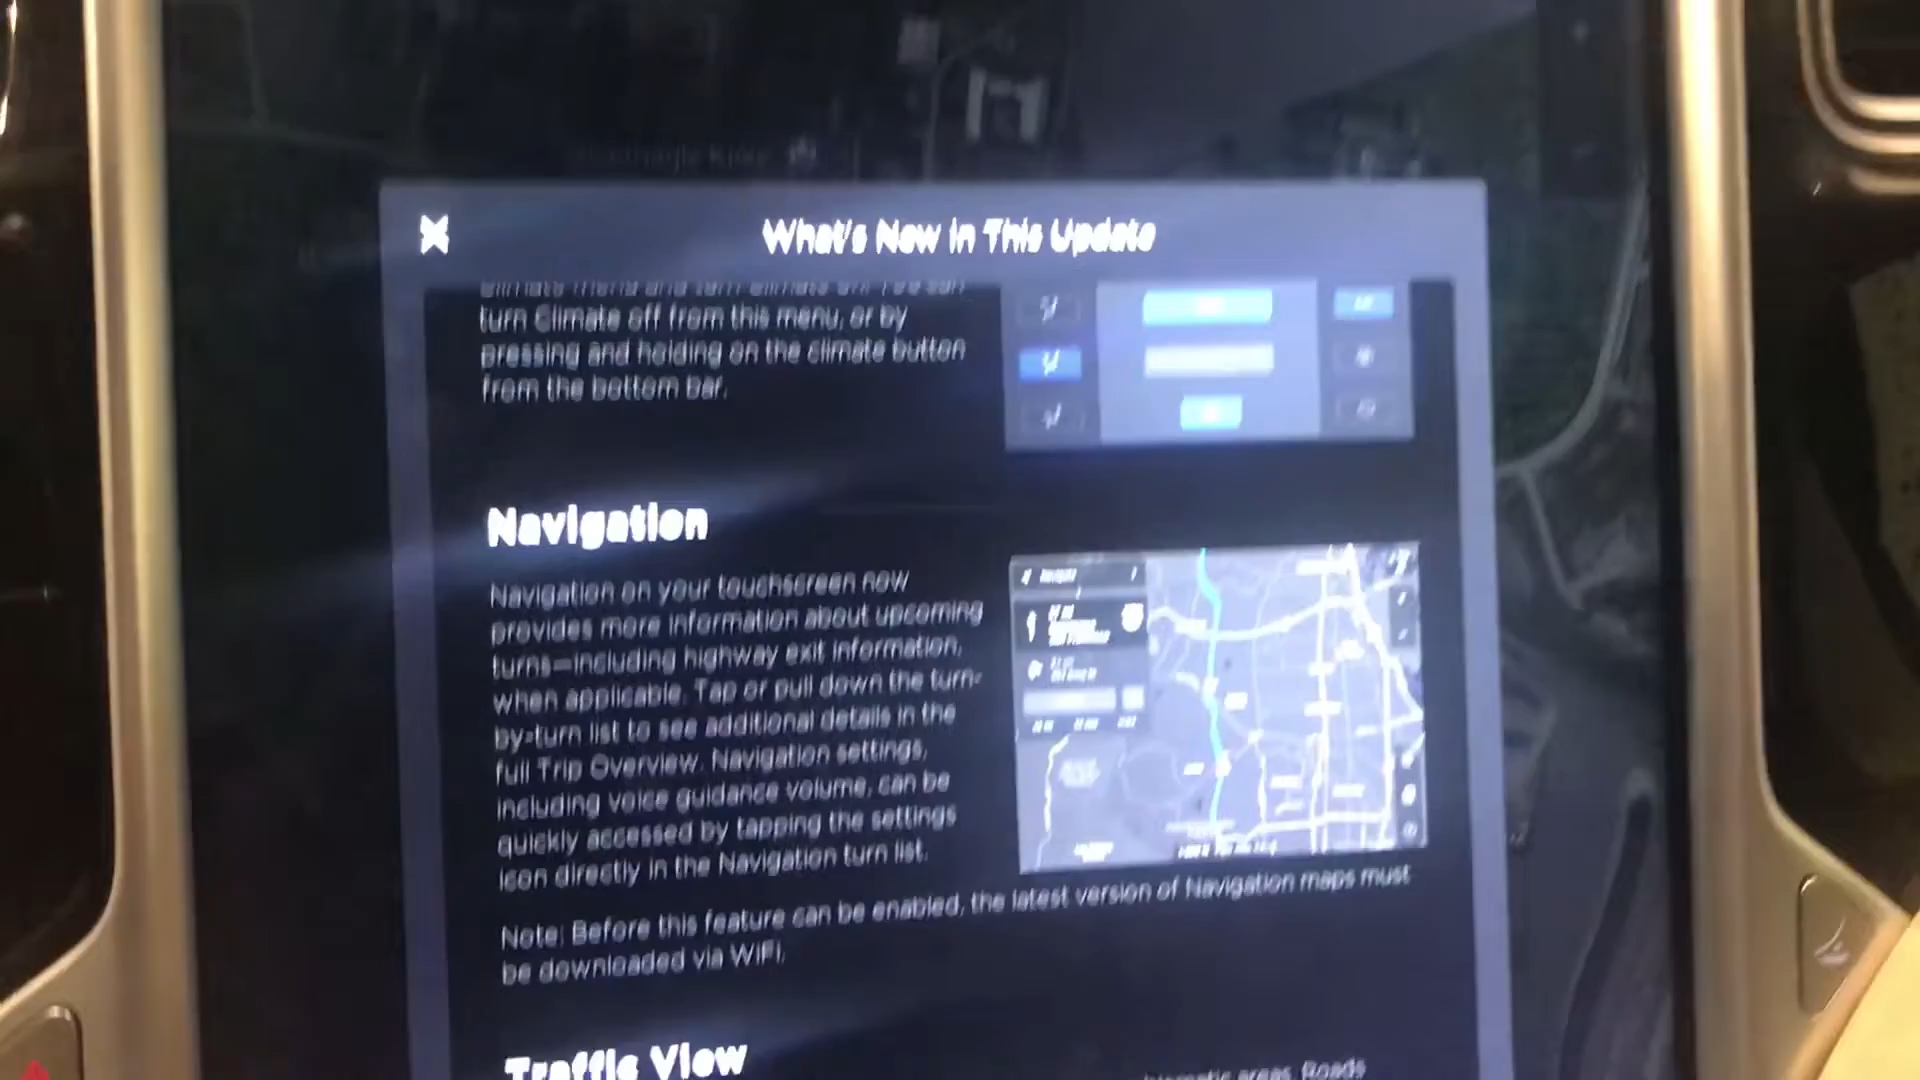 What's New in This Update
turn Climate off from this menu, or by
pressing and holding on the climate button
from the bottom bar.
Navigation
Navigation on your touchscreen now
provides more information about upcoming
turns—including highway exit information,
when applicable. Tap or pull down the turn-
by-turn list to see additional details in the
full Trip Overview. Navigation settings,
including voice guidance volume, can be
quickly accessed by tapping the settings
icon directly in the Navigation turn list.
Note: Before this feature can be enabled, the latest version of Navigation maps must
be downloaded via WiFi.
Traffic View
areas. Roads